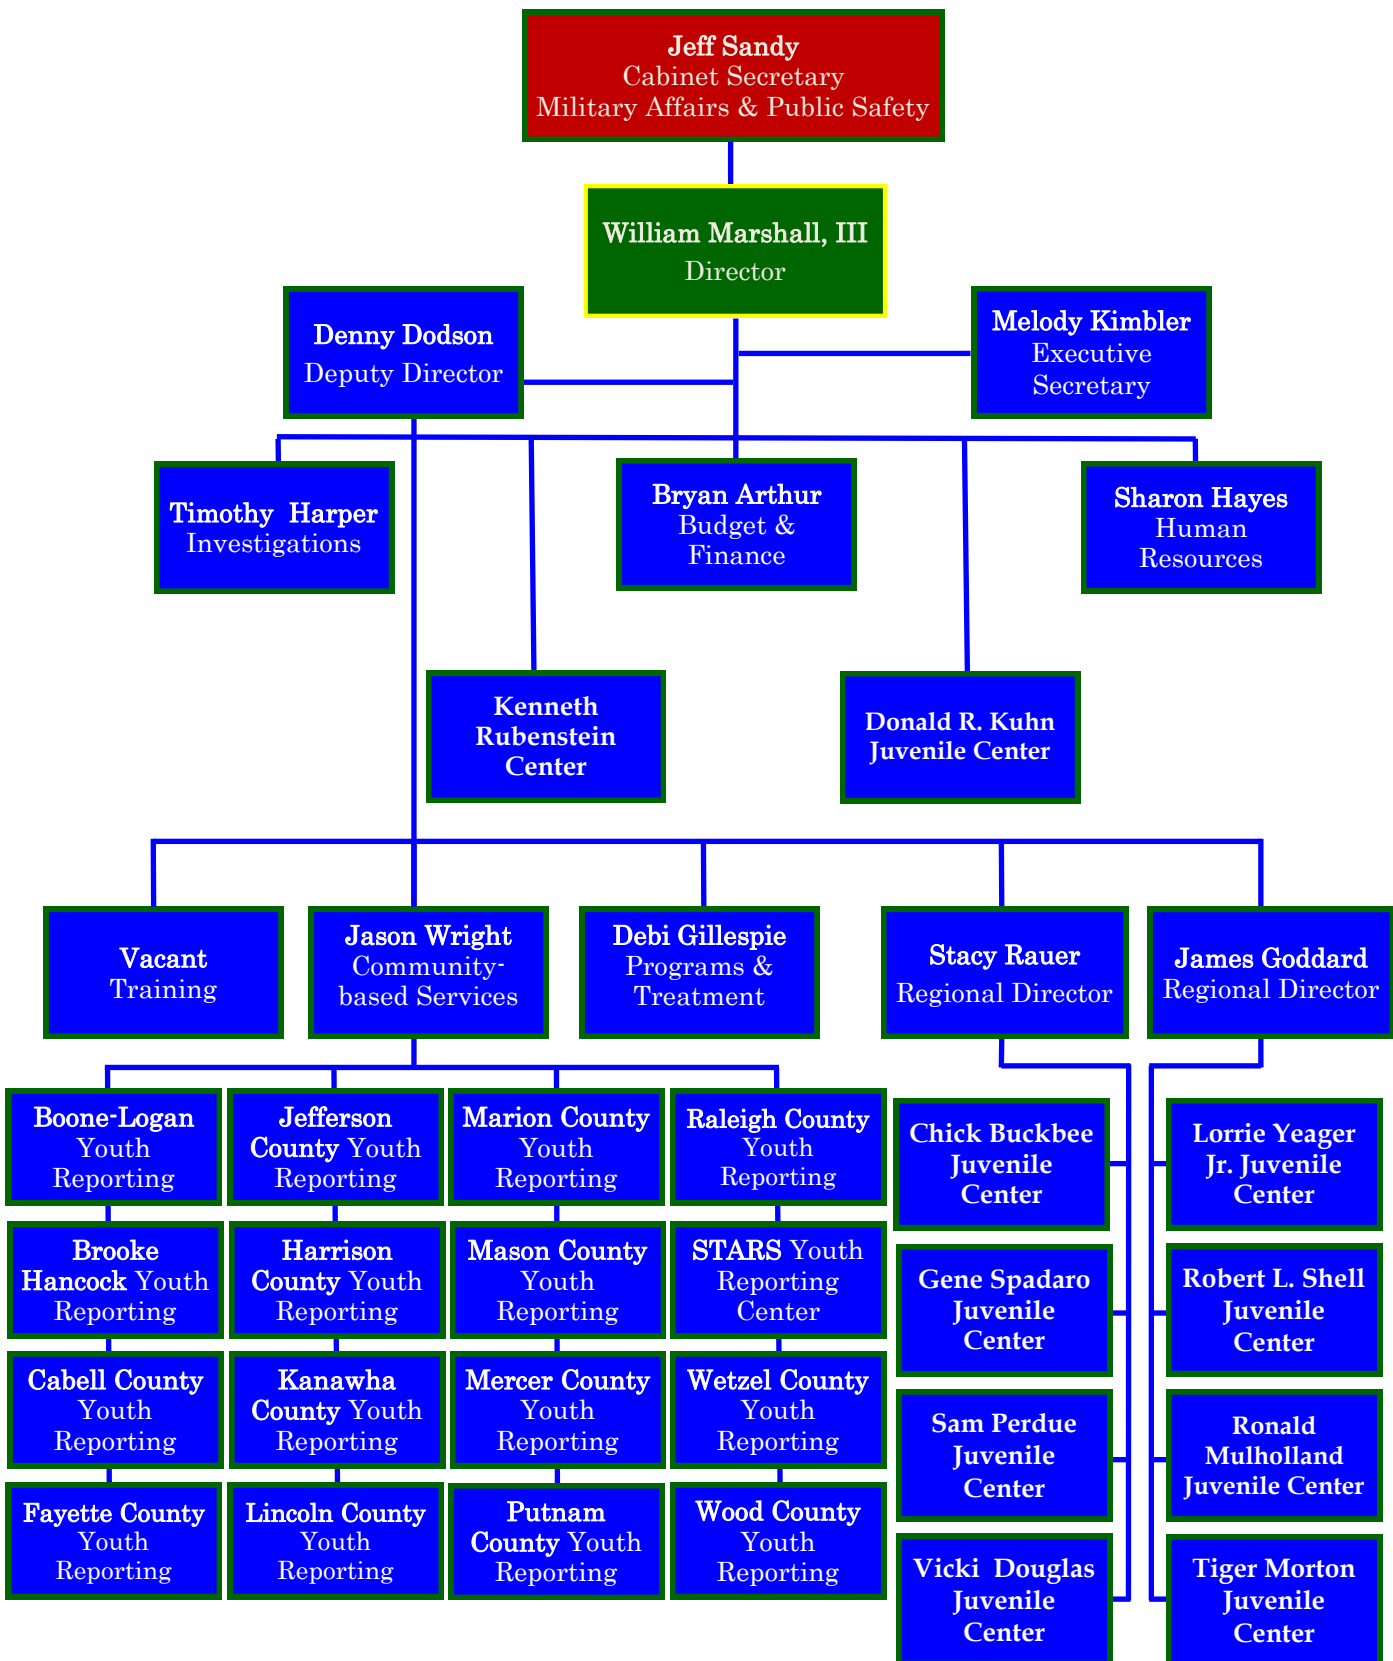 Jeff Sandy
Cabinet Secretary
Military Affairs & Public Safety
William Marshall, III
Director
Denny Dodson
Deputy Director
Melody Kimbler
Executive
Secretary
Timothy  Harper
Investigations
Bryan Arthur
Budget &
Finance
Sharon Hayes
Human
Resources
Kenneth
Rubenstein
Center
Donald R. Kuhn
Juvenile Center
Vacant
Training
Jason Wright
Community-
based Services
Debi Gillespie
Programs &
Treatment
Stacy Rauer
Regional Director
James Goddard
Regional Director
Boone-Logan
Youth
Reporting
Jefferson
County Youth
Reporting
Marion County
Youth
Reporting
Raleigh County
Youth
Reporting
Chick Buckbee
Juvenile
Center
Lorrie Yeager
Jr. Juvenile
Center
Brooke
Hancock Youth
Reporting
Harrison
County Youth
Reporting
Mason County
Youth
Reporting
STARS Youth
Reporting
Center
Gene Spadaro
Juvenile
Center
Robert L. Shell
Juvenile
Center
Cabell County
Youth
Reporting
Kanawha
County Youth
Reporting
Mercer County
Youth
Reporting
Wetzel County
Youth
Reporting
Sam Perdue
Juvenile
Center
Ronald
Mulholland
Juvenile Center
Fayette County
Youth
Reporting
Lincoln County
Youth
Reporting
Putnam
County Youth
Reporting
Wood County
Youth
Reporting
Vicki  Douglas
Juvenile
Center
Tiger Morton
Juvenile
Center